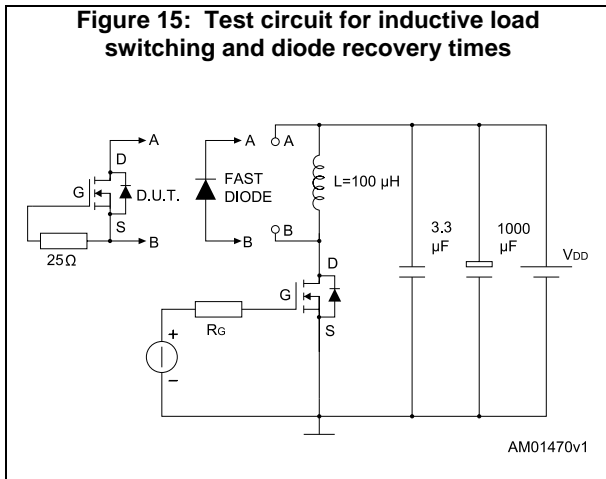 Figure 15: Test circuit for inductive load
switching and diode recovery times
A
A
A
D
G
D.U.T.
FAST
DIODE
L=100 µH
S
B
B
B
25Ω
3.3
µF
1000
µF
VDD
D
G
S
RG
+
–
AM01470v1